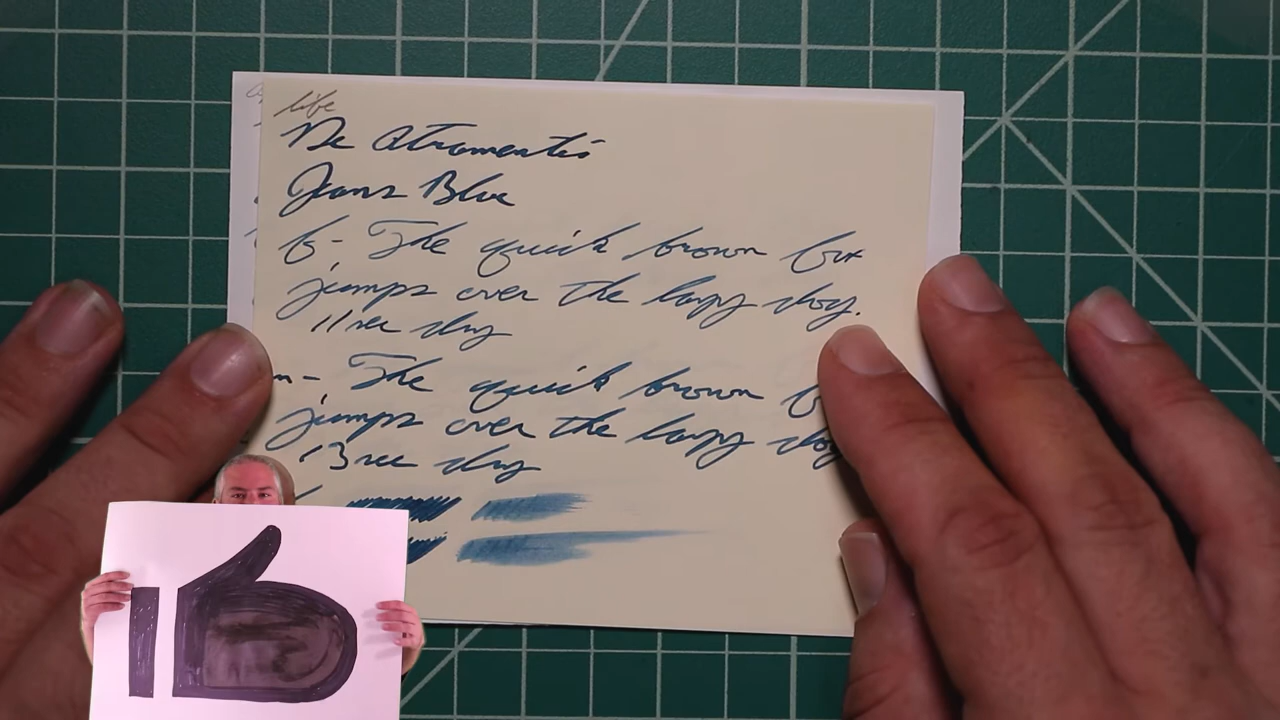 life
De Atramentis
Jeans Blue
f- The quick brown fox
jumps over the lazy dog.
11 sec dry
m- The quick brown f
jumps over the lazy dog
13 sec dry